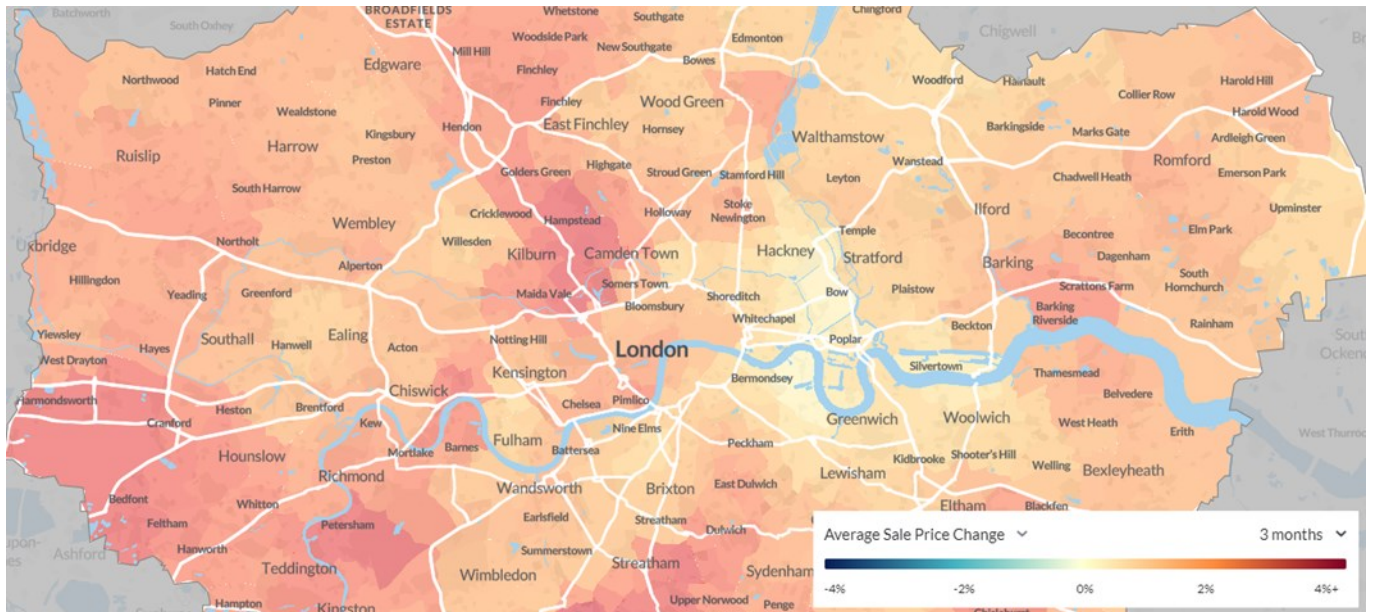 Batchworth
South Oxhey
BROADFIELDS
ESTATE
Whetstone
Southgate
Chingford
Chigwell
Woodside Park
New Southgate
Edmonton
Mill Hill
Edgware
Finchley
Bowes
Northwood
Hatch End
Woodford
Hainault
Harold Hill
Collier Row
Pinner
Wealdstone
Finchley
Wood Green
Harold Wood
Kingsbury
Hendon
East Finchley
Hornsey
Walthamstow
Barkingside
Marks Gate
Ardleigh Green
Ruislip
Harrow
Preston
Highgate
Wanstead
Romford
Golders Green
Stroud Green
Stamford Hill
Leyton
Chadwell Heath
Emerson Park
South Harrow
Cricklewood
Hampstead
Holloway
Stoke
Newington
Ilford
Upminster
Wembley
Temple
Uxbridge
Northolt
Willesden
Kilburn
Camden Town
Hackney
Stratford
Becontree
Elm Park
Alperton
Barking
Dagenham
Hillingdon
Yeading
Greenford
Maida Vale
Somers Town
Shoreditch
Bow
Plaistow
Scrattons Farm
South
Hornchurch
Bloomsbury
Barking
Riverside
Yiewsley
Southall
Hanwell
Ealing
Acton
Notting Hill
London
Whitechapel
Poplar
Beckton
Rainham
West Drayton
Hayes
Kensington
Bermondsey
Silvertown
Thamesmead
South
Ockendon
Harmondsworth
Chiswick
Chelsea
Pimlico
Belvedere
Cranford
Heston
Brentford
Kew
Fulham
Nine Elms
Greenwich
Woolwich
West Heath
Erith
West Thurrock
Hounslow
Mortlake
Barnes
Battersea
Peckham
Kidbrooke
Shooter's Hill
Welling
Bexleyheath
Richmond
Wandsworth
Brixton
East Dulwich
Lewisham
Bedfont
Whitton
Eltham
Blackfen
Feltham
Petersham
Earlsfield
Streatham
Dulwich
Ashford
Hanworth
Summerstown
Teddington
Wimbledon
Streatham
Sydenham
Hampton
Kingston
Upper Norwood
Penge
Chislehurst
Average Sale Price Change
3 months
-4%
-2%
0%
2%
4%+